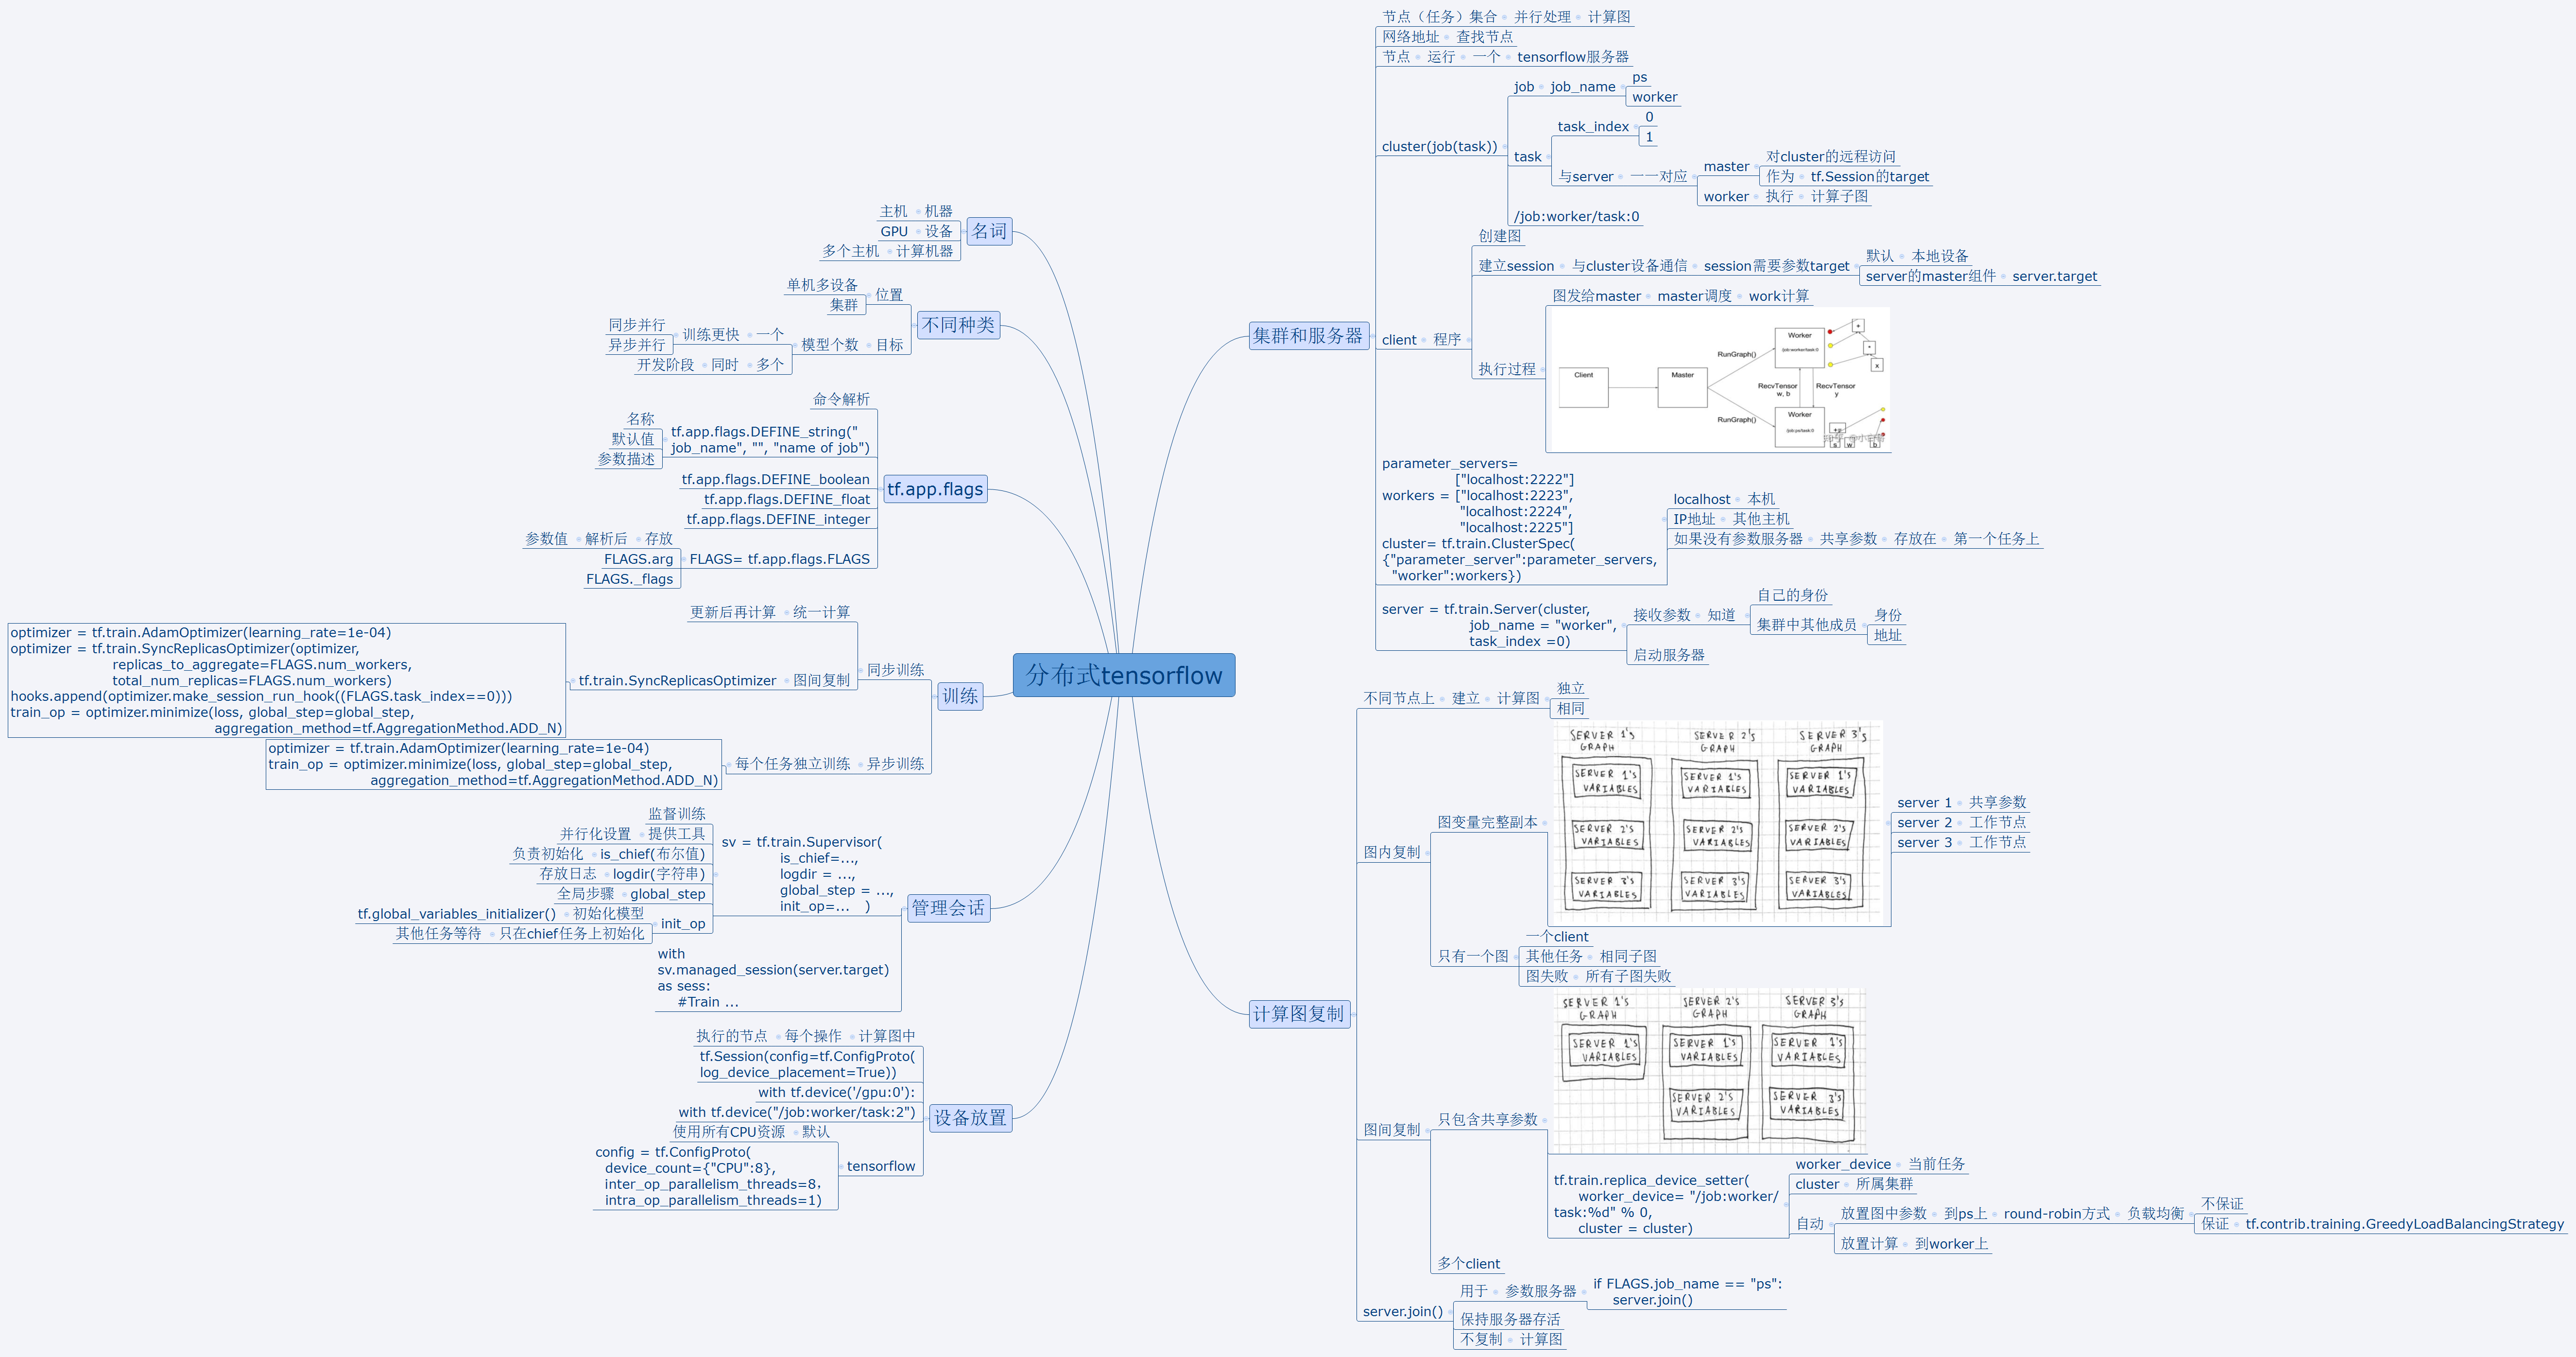 分布式tensorflow
名词
主机
机器
GPU
设备
多个主机
计算机器
不同种类
位置
单机多设备
集群
目标
模型个数
一个
训练更快
同步并行
异步并行
多个
同时
开发阶段
tf.app.flags
命令解析
tf.app.flags.DEFINE_string("
job_name", "", "name of job")
名称
默认值
参数描述
tf.app.flags.DEFINE_boolean
tf.app.flags.DEFINE_float
tf.app.flags.DEFINE_integer
FLAGS= tf.app.flags.FLAGS
存放
解析后
参数值
FLAGS.arg
FLAGS._flags
训练
同步训练
统一计算
更新后再计算
图间复制
tf.train.SyncReplicasOptimizer
optimizer = tf.train.AdamOptimizer(learning_rate=1e-04)
optimizer = tf.train.SyncReplicasOptimizer(optimizer,
replicas_to_aggregate=FLAGS.num_workers,
total_num_replicas=FLAGS.num_workers)
hooks.append(optimizer.make_session_run_hook((FLAGS.task_index==0)))
train_op = optimizer.minimize(loss, global_step=global_step,
aggregation_method=tf.AggregationMethod.ADD_N)
异步训练
每个任务独立训练
optimizer = tf.train.AdamOptimizer(learning_rate=1e-04)
train_op = optimizer.minimize(loss, global_step=global_step,
aggregation_method=tf.AggregationMethod.ADD_N)
管理会话
sv = tf.train.Supervisor(
is_chief=...,
logdir = ...,
global_step = ...,
init_op=... )
监督训练
提供工具
并行化设置
is_chief(布尔值)
负责初始化
logdir(字符串)
存放日志
global_step
全局步骤
init_op
初始化模型
tf.global_variables_initializer()
只在chief任务上初始化
其他任务等待
with
sv.managed_session(server.target)
as sess:
#Train ...
设备放置
计算图中
每个操作
执行的节点
tf.Session(config=tf.ConfigProto(
log_device_placement=True))
with tf.device('/gpu:0'):
with tf.device("/job:worker/task:2")
tensorflow
默认
使用所有CPU资源
config = tf.ConfigProto(
device_count={"CPU":8},
inter_op_parallelism_threads=8,
intra_op_parallelism_threads=1)
集群和服务器
节点（任务）集合
并行处理
计算图
网络地址
查找节点
节点
运行
一个
tensorflow服务器
cluster(job(task))
job
job_name
ps
worker
task
task_index
0
1
与server
一一对应
master
对cluster的远程访问
作为
tf.Session的target
worker
执行
计算子图
/job:worker/task:0
client
程序
创建图
建立session
与cluster设备通信
session需要参数target
默认
本地设备
server的master组件
server.target
执行过程
图发给master
master调度
work计算
Client
Master
RunGraph()
RunGraph()
Worker
/job:worker/task:0
RecvTensor
w, b
RecvTensor
y
Worker
/job:ps/task:0
+
*
x
s
w
b
parameter_servers=
["localhost:2222"]
workers = ["localhost:2223",
"localhost:2224",
"localhost:2225"]
cluster= tf.train.ClusterSpec(
{"parameter_server":parameter_servers,
"worker":workers})
localhost
本机
IP地址
其他主机
如果没有参数服务器
共享参数
存放在
第一个任务上
server = tf.train.Server(cluster,
job_name = "worker",
task_index =0)
接收参数
知道
自己的身份
集群中其他成员
身份
地址
启动服务器
计算图复制
不同节点上
建立
计算图
独立
相同
图内复制
图变量完整副本
SERVER 1's
GRAPH
SERVER 2's
GRAPH
SERVER 3's
GRAPH
SERVER 1's
VARIABLES
SERVER 1's
VARIABLES
SERVER 1's
VARIABLES
SERVER 2's
VARIABLES
SERVER 2's
VARIABLES
SERVER 2's
VARIABLES
SERVER 3's
VARIABLES
SERVER 3's
VARIABLES
SERVER 3's
VARIABLES
server 1
共享参数
server 2
工作节点
server 3
工作节点
只有一个图
一个client
其他任务
相同子图
图失败
所有子图失败
图间复制
只包含共享参数
SERVER 1's
GRAPH
SERVER 2's
GRAPH
SERVER 3's
GRAPH
SERVER 1's
VARIABLES
SERVER 1's
VARIABLES
SERVER 1's
VARIABLES
SERVER 2's
VARIABLES
SERVER 3's
VARIABLES
tf.train.replica_device_setter(
worker_device= "/job:worker/
task:%d" % 0,
cluster = cluster)
worker_device
当前任务
cluster
所属集群
自动
放置图中参数
到ps上
round-robin方式
负载均衡
不保证
保证
tf.contrib.training.GreedyLoadBalancingStrategy
放置计算
到worker上
多个client
server.join()
用于
参数服务器
if FLAGS.job_name == "ps":
server.join()
保持服务器存活
不复制
计算图